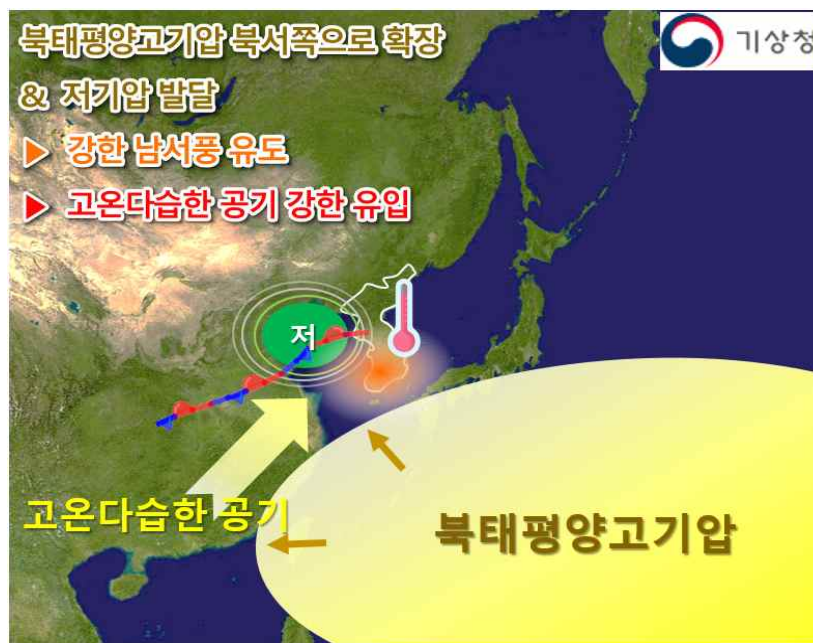 북태평양고기압 북서쪽으로 확장
& 저기압 발달
▶ 강한 남서풍 유도
▶ 고온다습한 공기 강한 유입
기상청
저
고온다습한 공기
북태평양고기압